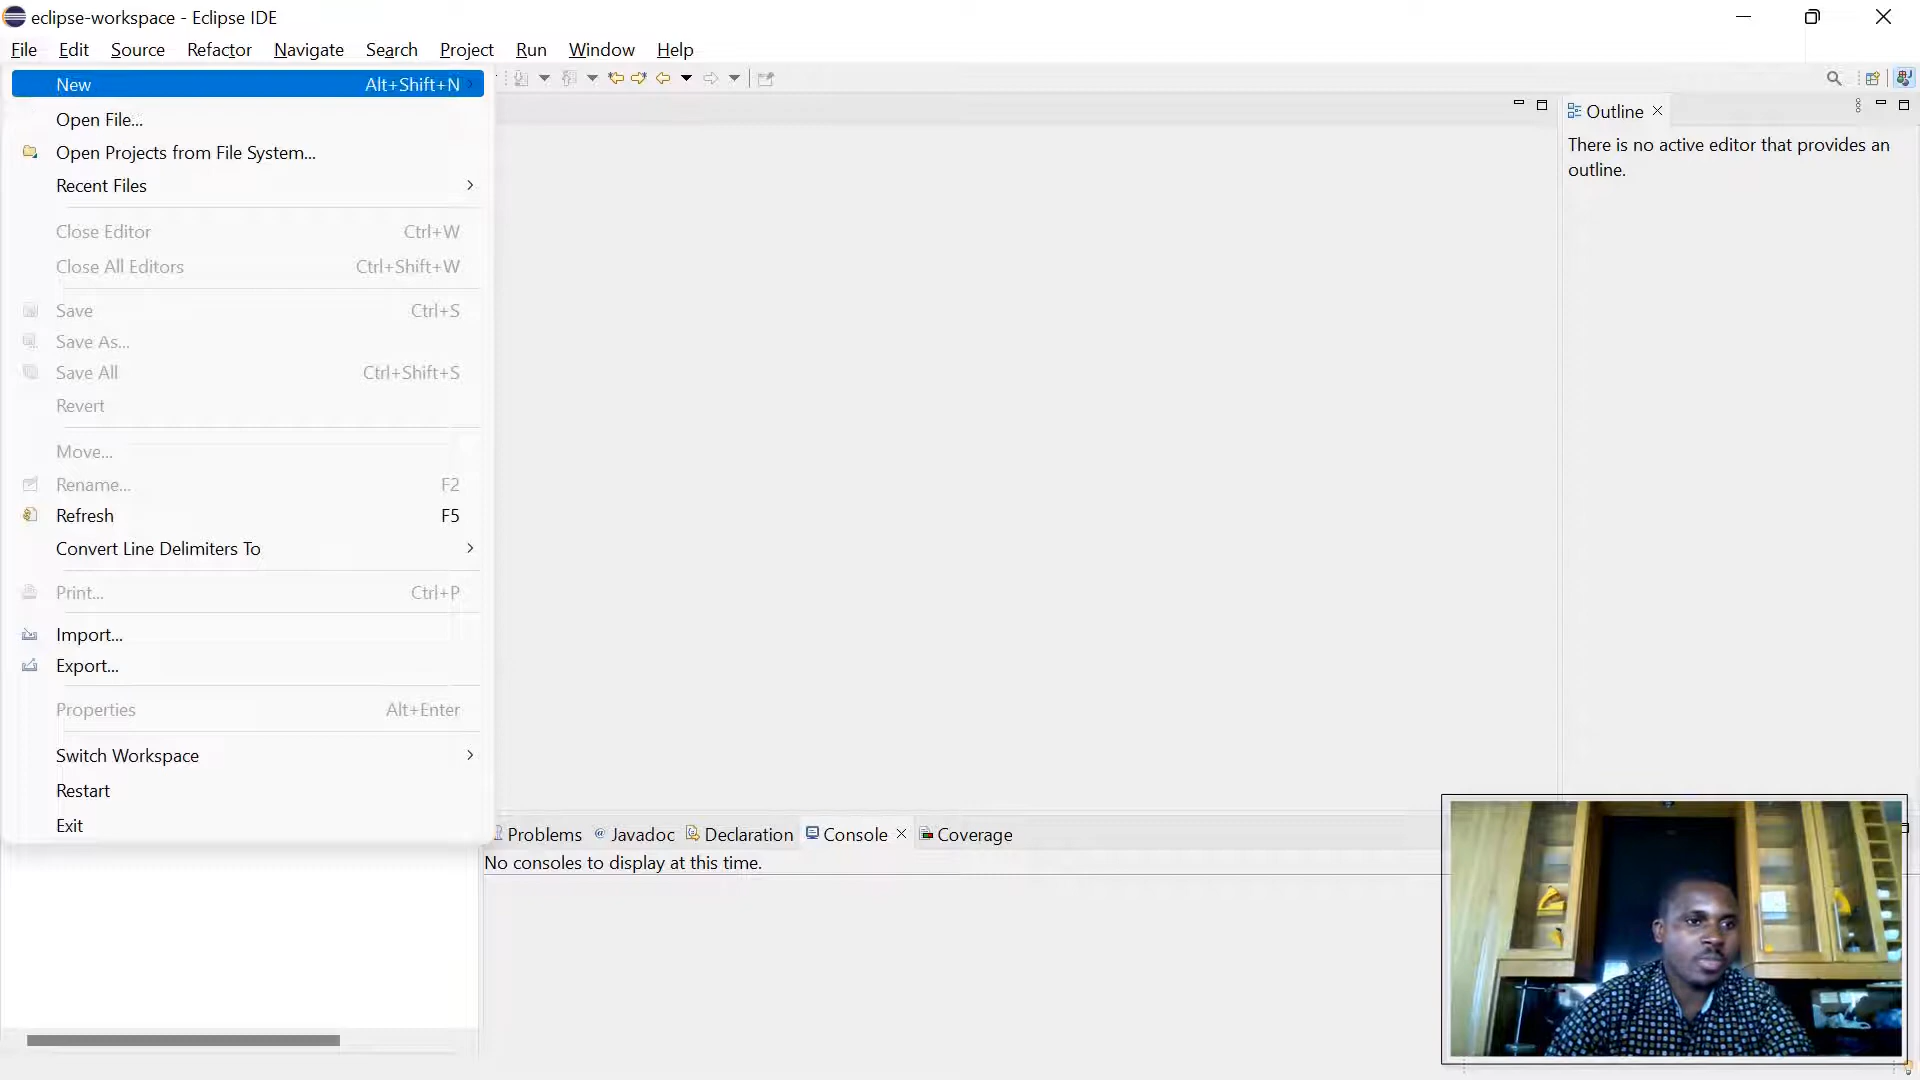 eclipse-workspace - Eclipse IDE
File Edit Source Refactor Navigate Search Project Run Window Help
New Alt+Shift+N
Open File...
Open Projects from File System...
Recent Files
Close Editor Ctrl+W
Close All Editors Ctrl+Shift+W
Save Ctrl+S
Save As...
Save All Ctrl+Shift+S
Revert
Move...
Rename... F2
Refresh F5
Convert Line Delimiters To
Print... Ctrl+P
Import...
Export...
Properties Alt+Enter
Switch Workspace
Restart
Exit
Outline
There is no active editor that provides an
outline.
Problems @ Javadoc Declaration Console Coverage
No consoles to display at this time.